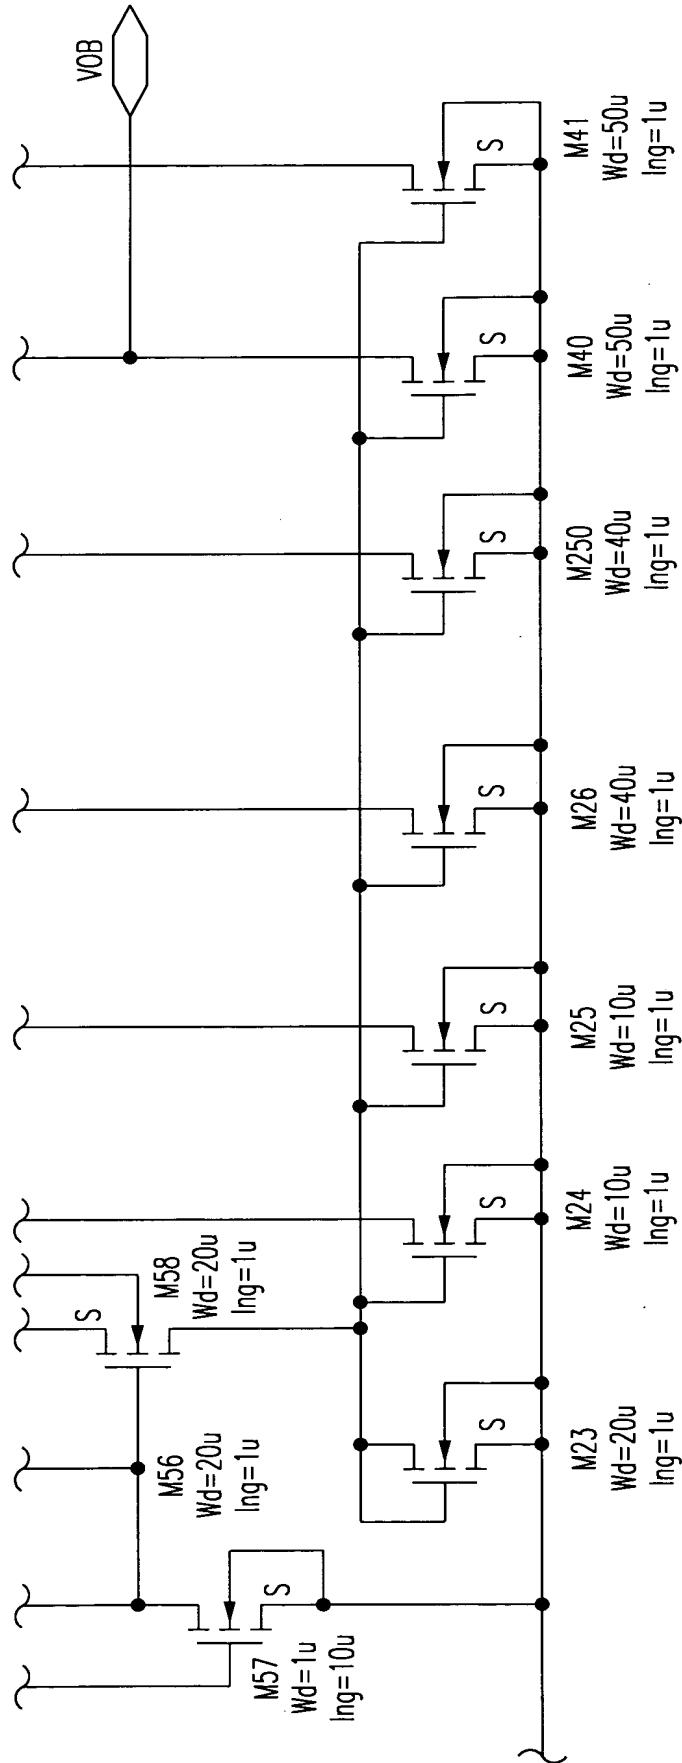 VOB
S
M41
Wd=50u
lng=1u
S
M40
Wd=50u
lng=1u
S
M250
Wd=40u
lng=1u
S
M26
Wd=40u
lng=1u
S
M25
Wd=10u
lng=1u
S
M24
Wd=10u
lng=1u
S
M58
Wd=20u
lng=1u
M56
Wd=20u
lng=1u
S
M23
Wd=20u
lng=1u
S
M57
Wd=1u
lng=10u